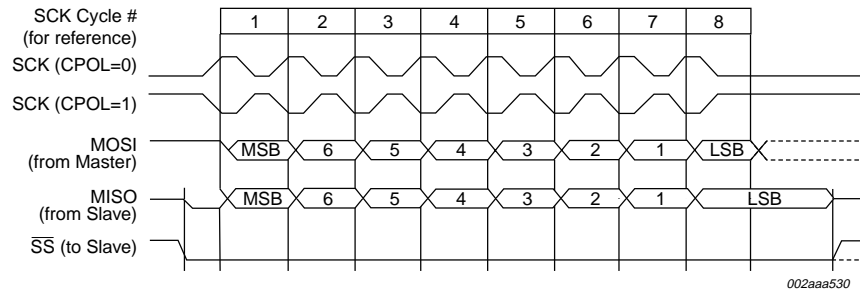 SCK Cycle # 1 2 3 4 5 6 7 8
(for reference)
SCK (CPOL=0)
SCK (CPOL=1)
MOSI MSB 6 5 4 3 2 1 LSB
(from Master)
MISO MSB 6 5 4 3 2 1 LSB
(from Slave)
SS (to Slave)
002aaa530